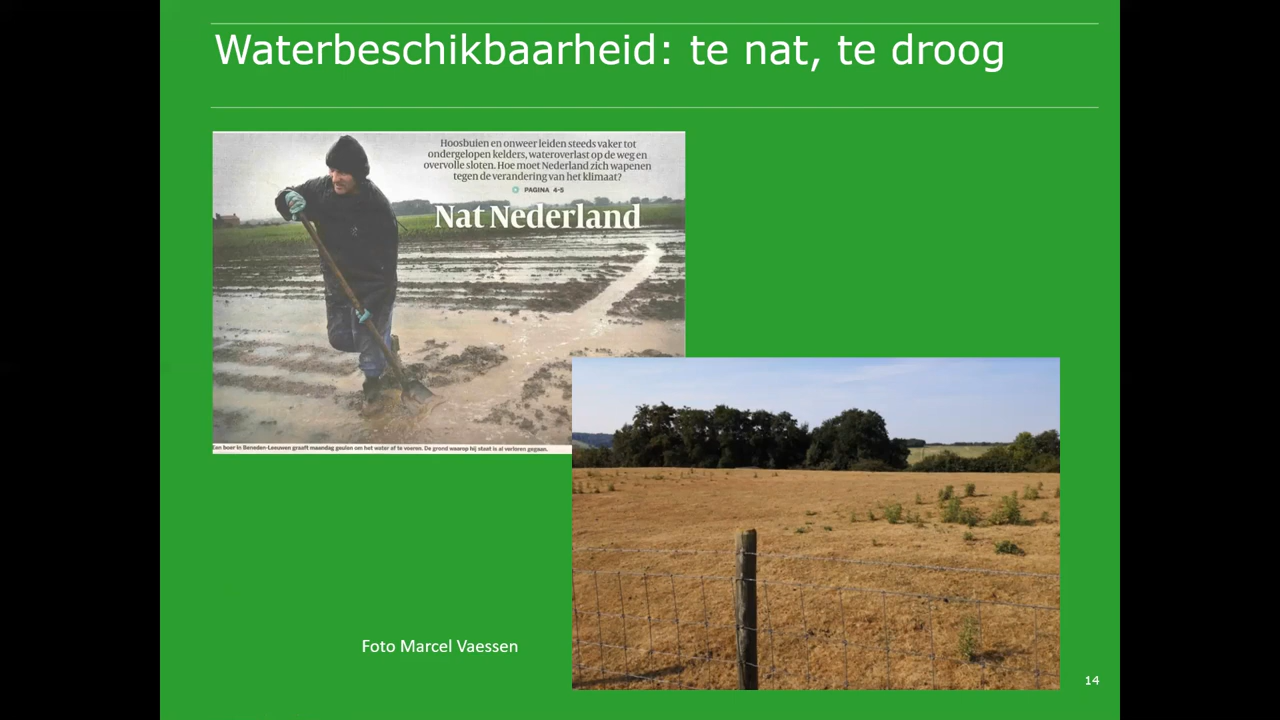 Waterbeschikbaarheid: te nat, te droog
Hoosbuien en onweer leiden steeds vaker tot
ondergelopen kelders, wateroverlast op de weg en
overvolle sloten. Hoe moet Nederland zich wapenen
tegen de verandering van het klimaat?
PAGINA 4-5
Nat Nederland
Een boer in Beneden-Leeuwen graaft maandag geulen om het water af te voeren. De grond waarop hij staat is al verloren gegaan.
Foto Marcel Vaessen
14